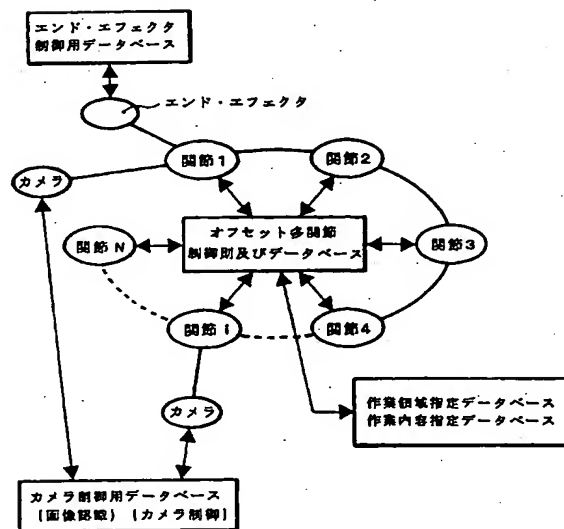 エンド・エフェクタ
制御用データベース
エンド・エフェクタ
関節1
関節2
カメラ
オフセット多関節
制御則及びデータベース
関節N
関節3
関節i
関節4
カメラ
作業領域指定データベース
作業内容指定データベース
カメラ制御用データベース
[画像認識] [カメラ制御]